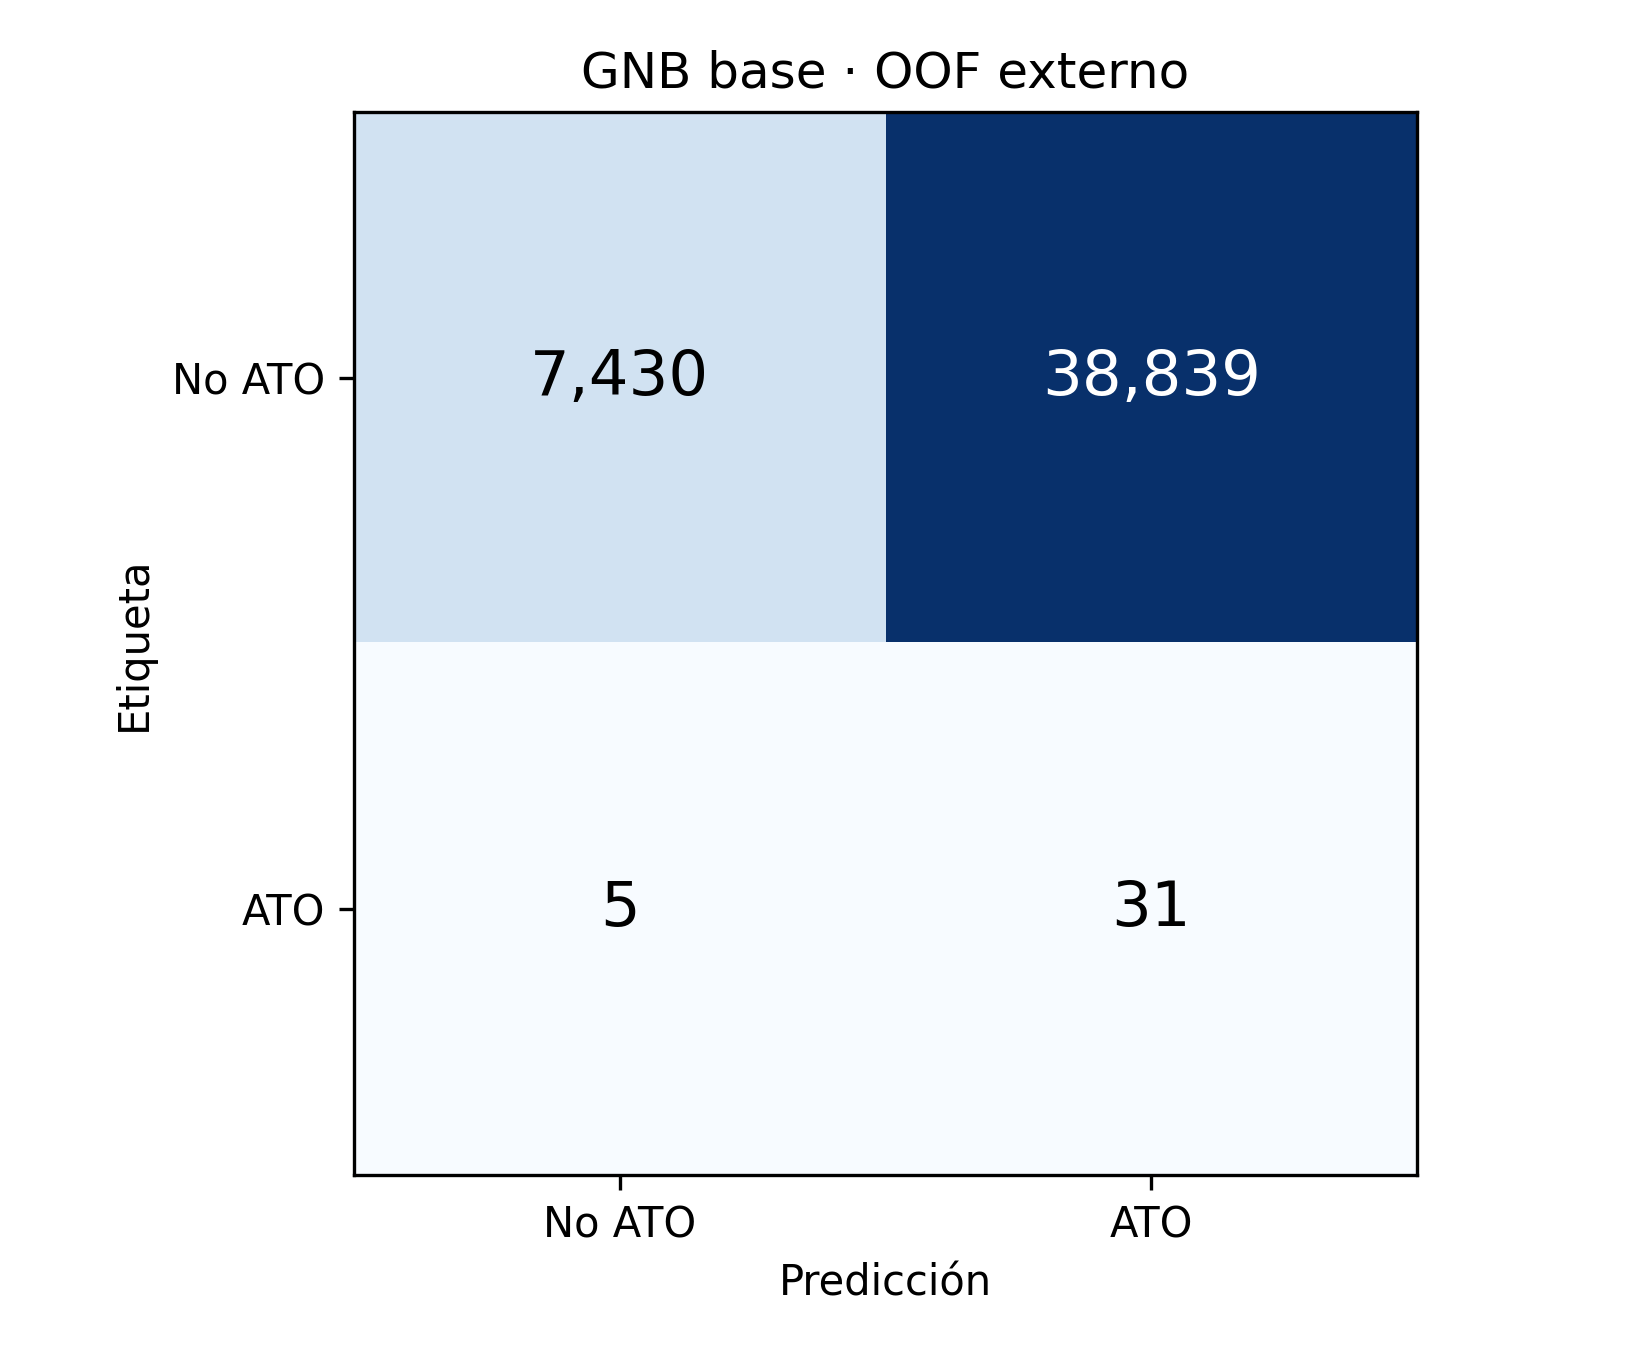 GNB base · OOF externo
No ATO
7,430
38,839
Etiqueta
ATO
5
31
No ATO
ATO
Predicción